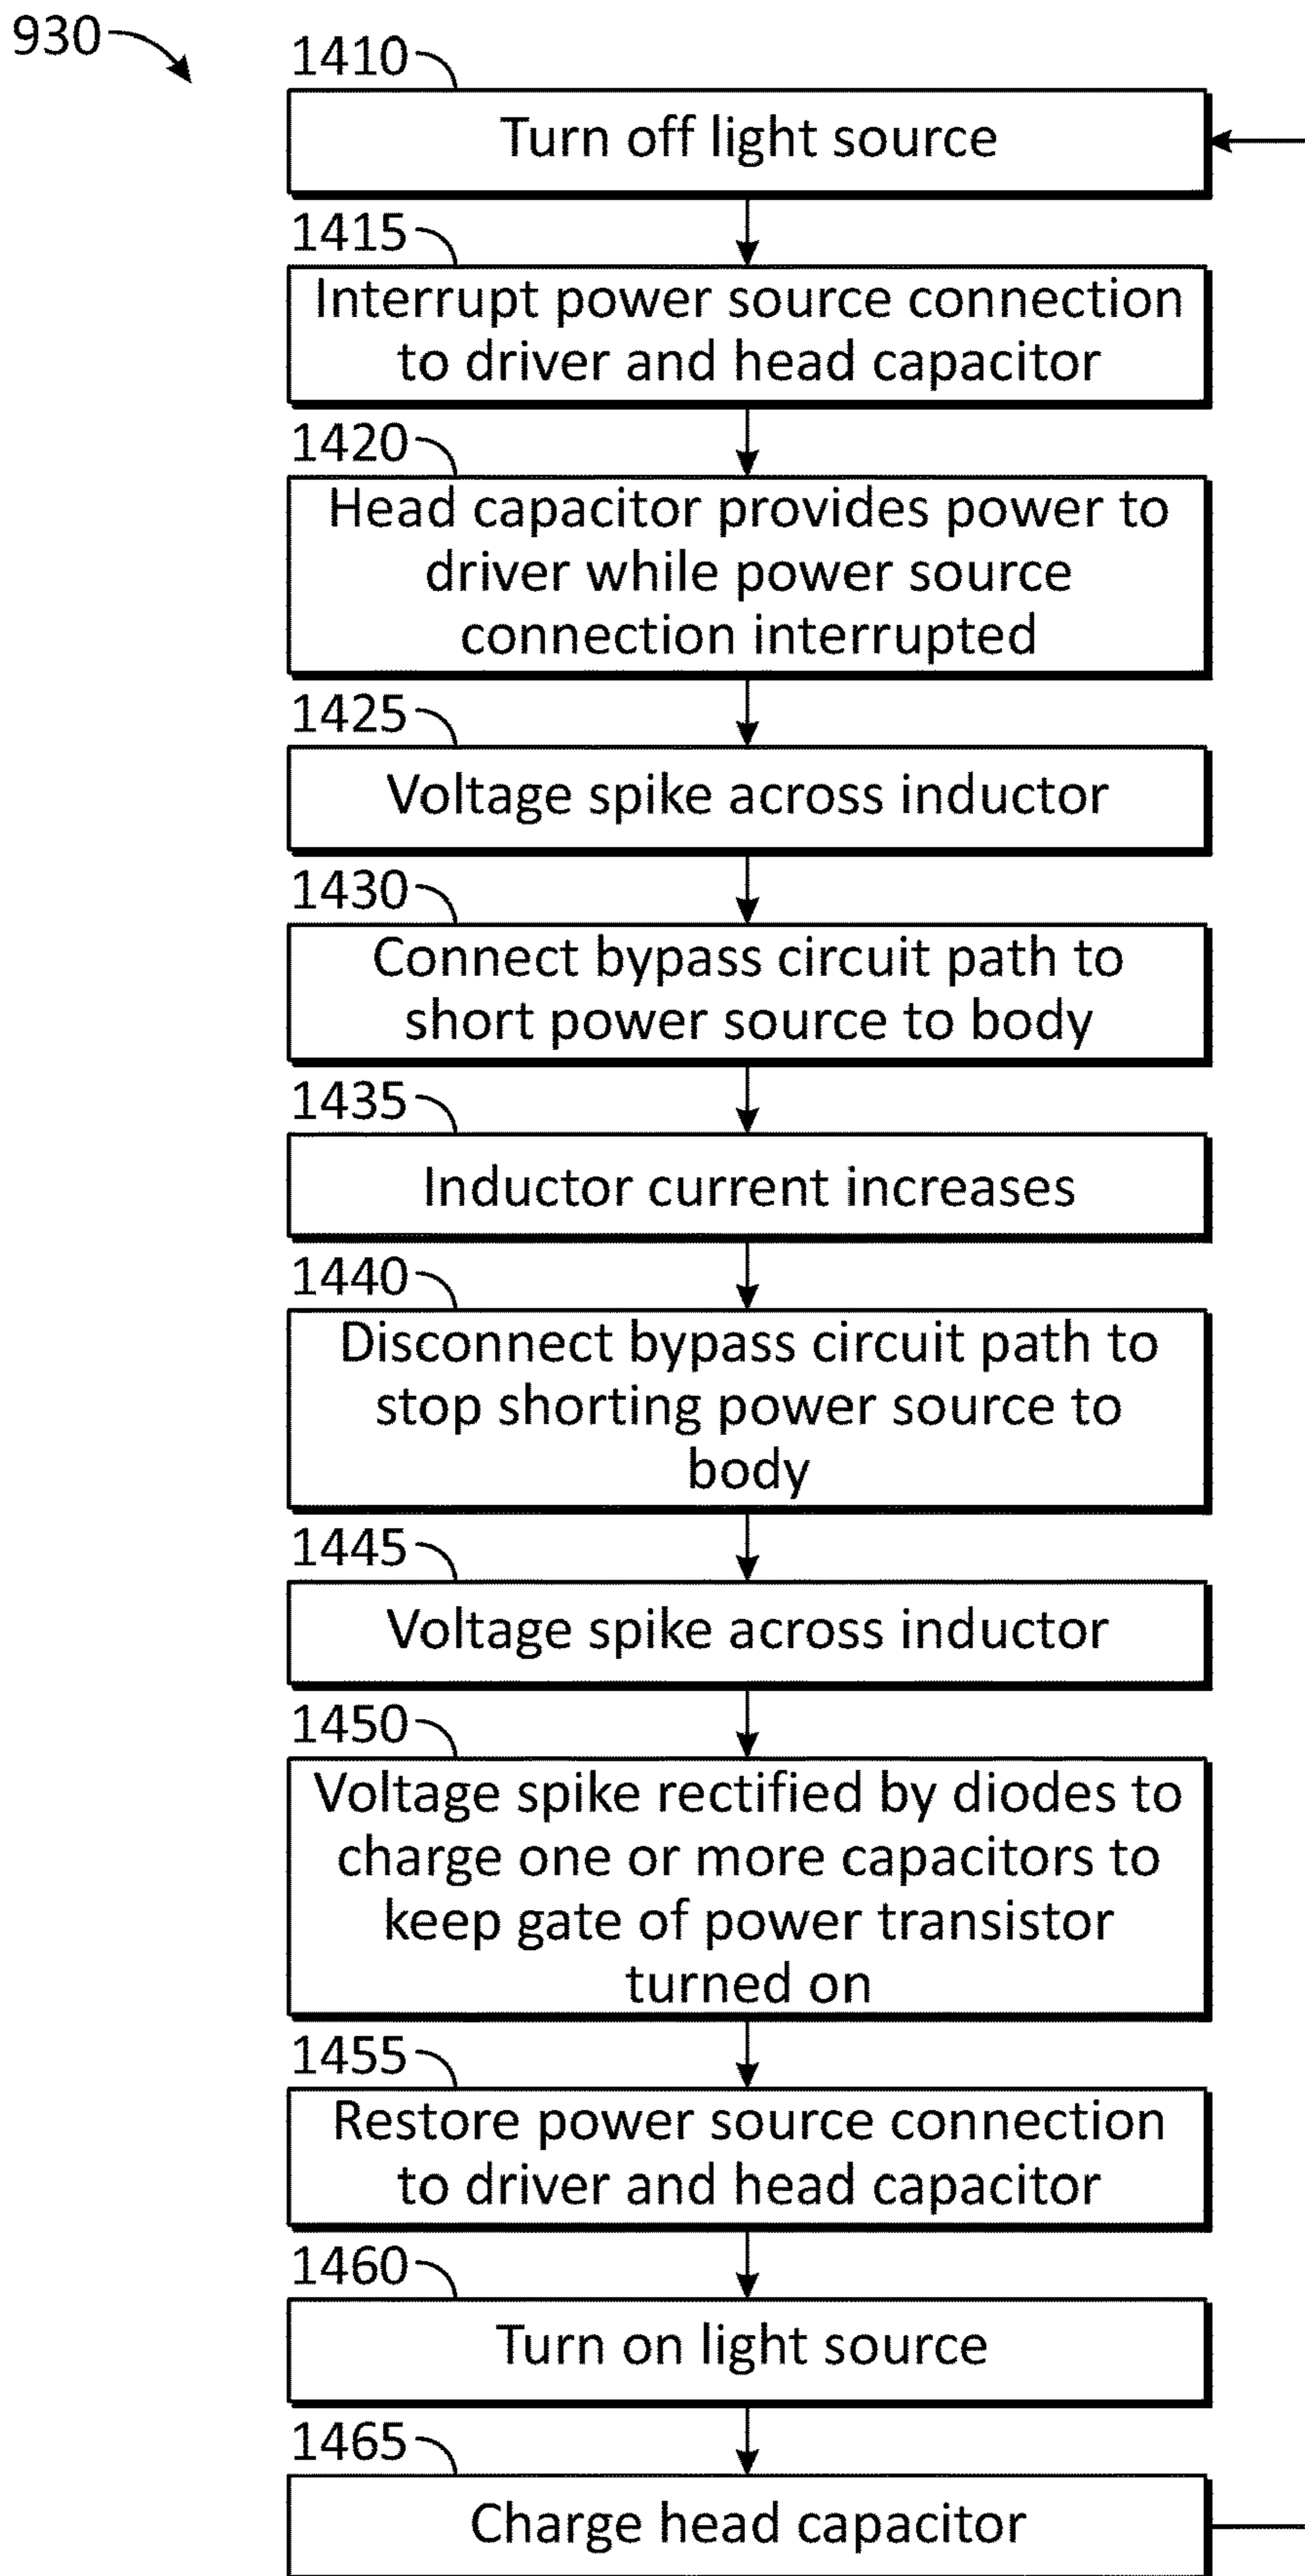 930
1410
Turn off light source
1415
Interrupt power source connection
to driver and head capacitor
1420
Head capacitor provides power to
driver while power source
connection interrupted
1425
Voltage spike across inductor
1430
Connect bypass circuit path to
short power source to body
1435
Inductor current increases
1440
Disconnect bypass circuit path to
stop shorting power source to
body
1445
Voltage spike across inductor
1450
Voltage spike rectified by diodes to
charge one or more capacitors to
keep gate of power transistor
turned on
1455
Restore power source connection
to driver and head capacitor
1460
Turn on light source
1465
Charge head capacitor